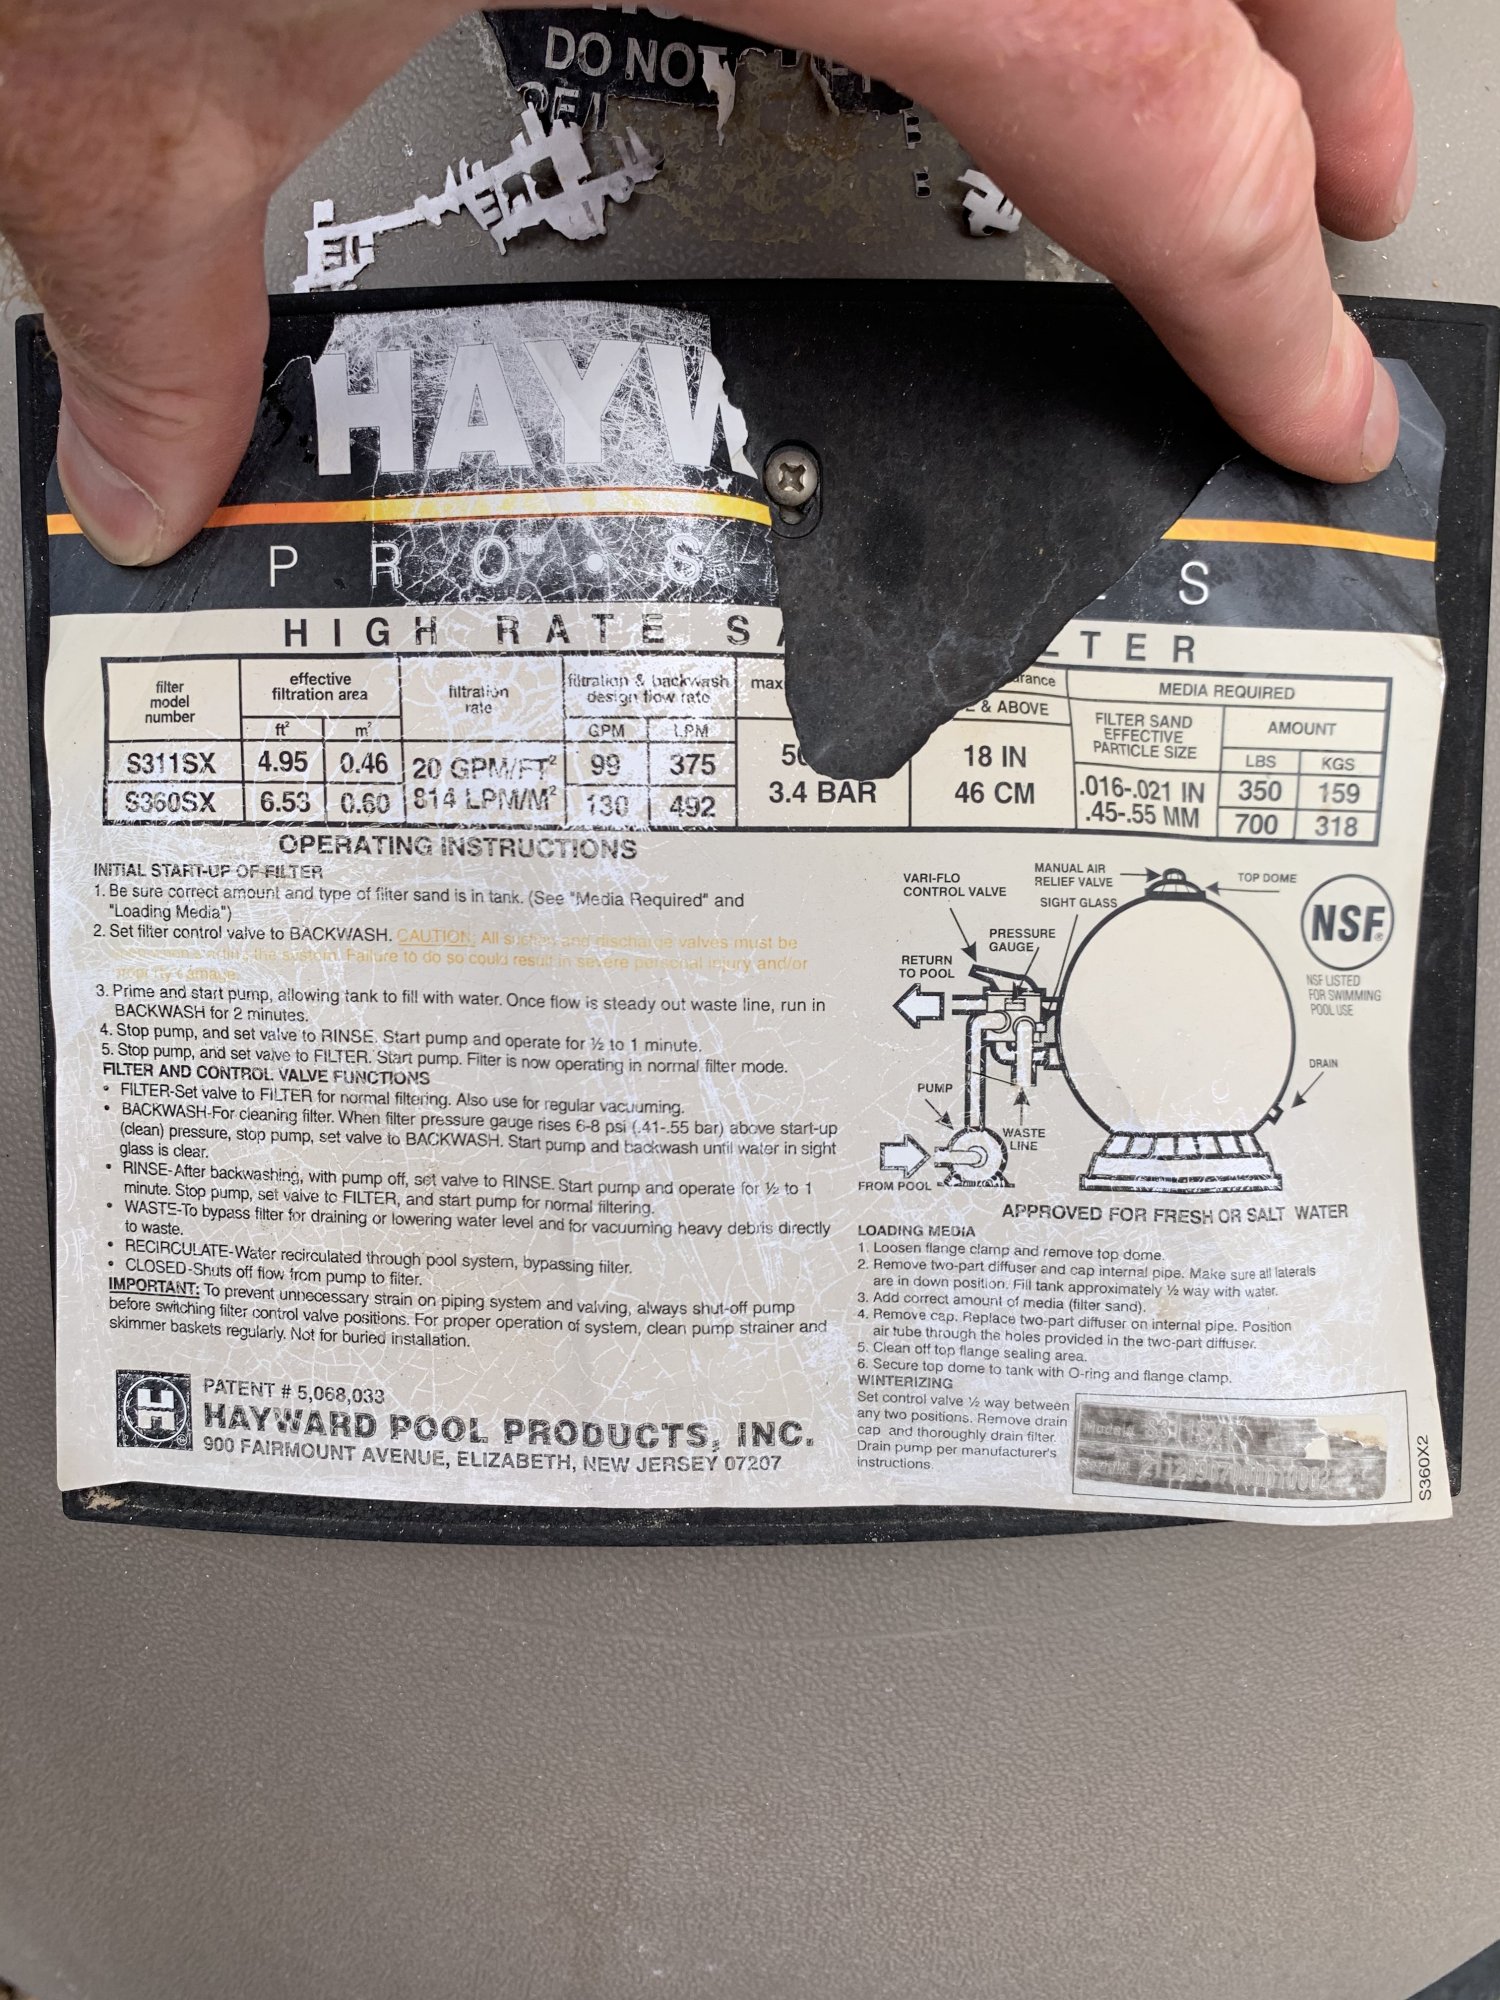 DO NOT
HAYW
PRO S
HIGH RATE S LTER
filter model number
effective filtration area
filtration rate
filtration & backwash design flow rate
max
& ABOVE
MEDIA REQUIRED
FILTER SAND EFFECTIVE PARTICLE SIZE
AMOUNT
ft² m² GPM LPM LBS KGS
S311SX 4.95 0.46 20 GPM/FT² 99 375 18 IN .016-.021 IN 350 159
S360SX 6.53 0.60 814 LPM/M² 130 492 3.4 BAR 46 CM .45-.55 MM 700 318
OPERATING INSTRUCTIONS
INITIAL START-UP OF FILTER
1. Be sure correct amount and type of filter sand is in tank. (See "Media Required" and
"Loading Media")
2. Set filter control valve to BACKWASH. CAUTION: All suction and discharge valves must be
the system. Failure to do so could result in severe personal injury and/or
property damage.
3. Prime and start pump, allowing tank to fill with water. Once flow is steady out waste line, run in
BACKWASH for 2 minutes.
4. Stop pump, and set valve to RINSE. Start pump and operate for ½ to 1 minute.
5. Stop pump, and set valve to FILTER. Start pump. Filter is now operating in normal filter mode.
FILTER AND CONTROL VALVE FUNCTIONS
• FILTER-Set valve to FILTER for normal filtering. Also use for regular vacuuming.
• BACKWASH-For cleaning filter. When filter pressure gauge rises 6-8 psi (.41-.55 bar) above start-up
(clean) pressure, stop pump, set valve to BACKWASH. Start pump and backwash until water in sight
glass is clear.
• RINSE-After backwashing, with pump off, set valve to RINSE. Start pump and operate for ½ to 1
minute. Stop pump, set valve to FILTER, and start pump for normal filtering.
• WASTE-To bypass filter for draining or lowering water level and for vacuuming heavy debris directly
to waste.
• RECIRCULATE-Water recirculated through pool system, bypassing filter.
• CLOSED-Shuts off flow from pump to filter.
IMPORTANT: To prevent unnecessary strain on piping system and valving, always shut-off pump
before switching filter control valve positions. For proper operation of system, clean pump strainer and
skimmer baskets regularly. Not for buried installation.
PATENT # 5,068,033
HAYWARD POOL PRODUCTS, INC.
900 FAIRMOUNT AVENUE, ELIZABETH, NEW JERSEY 07207
VARI-FLO
CONTROL VALVE
MANUAL AIR
RELIEF VALVE
TOP DOME
SIGHT GLASS
PRESSURE
GAUGE
RETURN
TO POOL
NSF®
NSF LISTED
FOR SWIMMING
POOL USE
DRAIN
PUMP
WASTE
LINE
FROM POOL
APPROVED FOR FRESH OR SALT WATER
LOADING MEDIA
1. Loosen flange clamp and remove top dome.
2. Remove two-part diffuser and cap internal pipe. Make sure all laterals
are in down position. Fill tank approximately ½ way with water.
3. Add correct amount of media (filter sand).
4. Remove cap. Replace two-part diffuser on internal pipe. Position
air tube through the holes provided in the two-part diffuser.
5. Clean off top flange sealing area.
6. Secure top dome to tank with O-ring and flange clamp.
WINTERIZING
Set control valve ½ way between
any two positions. Remove drain
cap and thoroughly drain filter.
Drain pump per manufacturer's
instructions.
S360X2